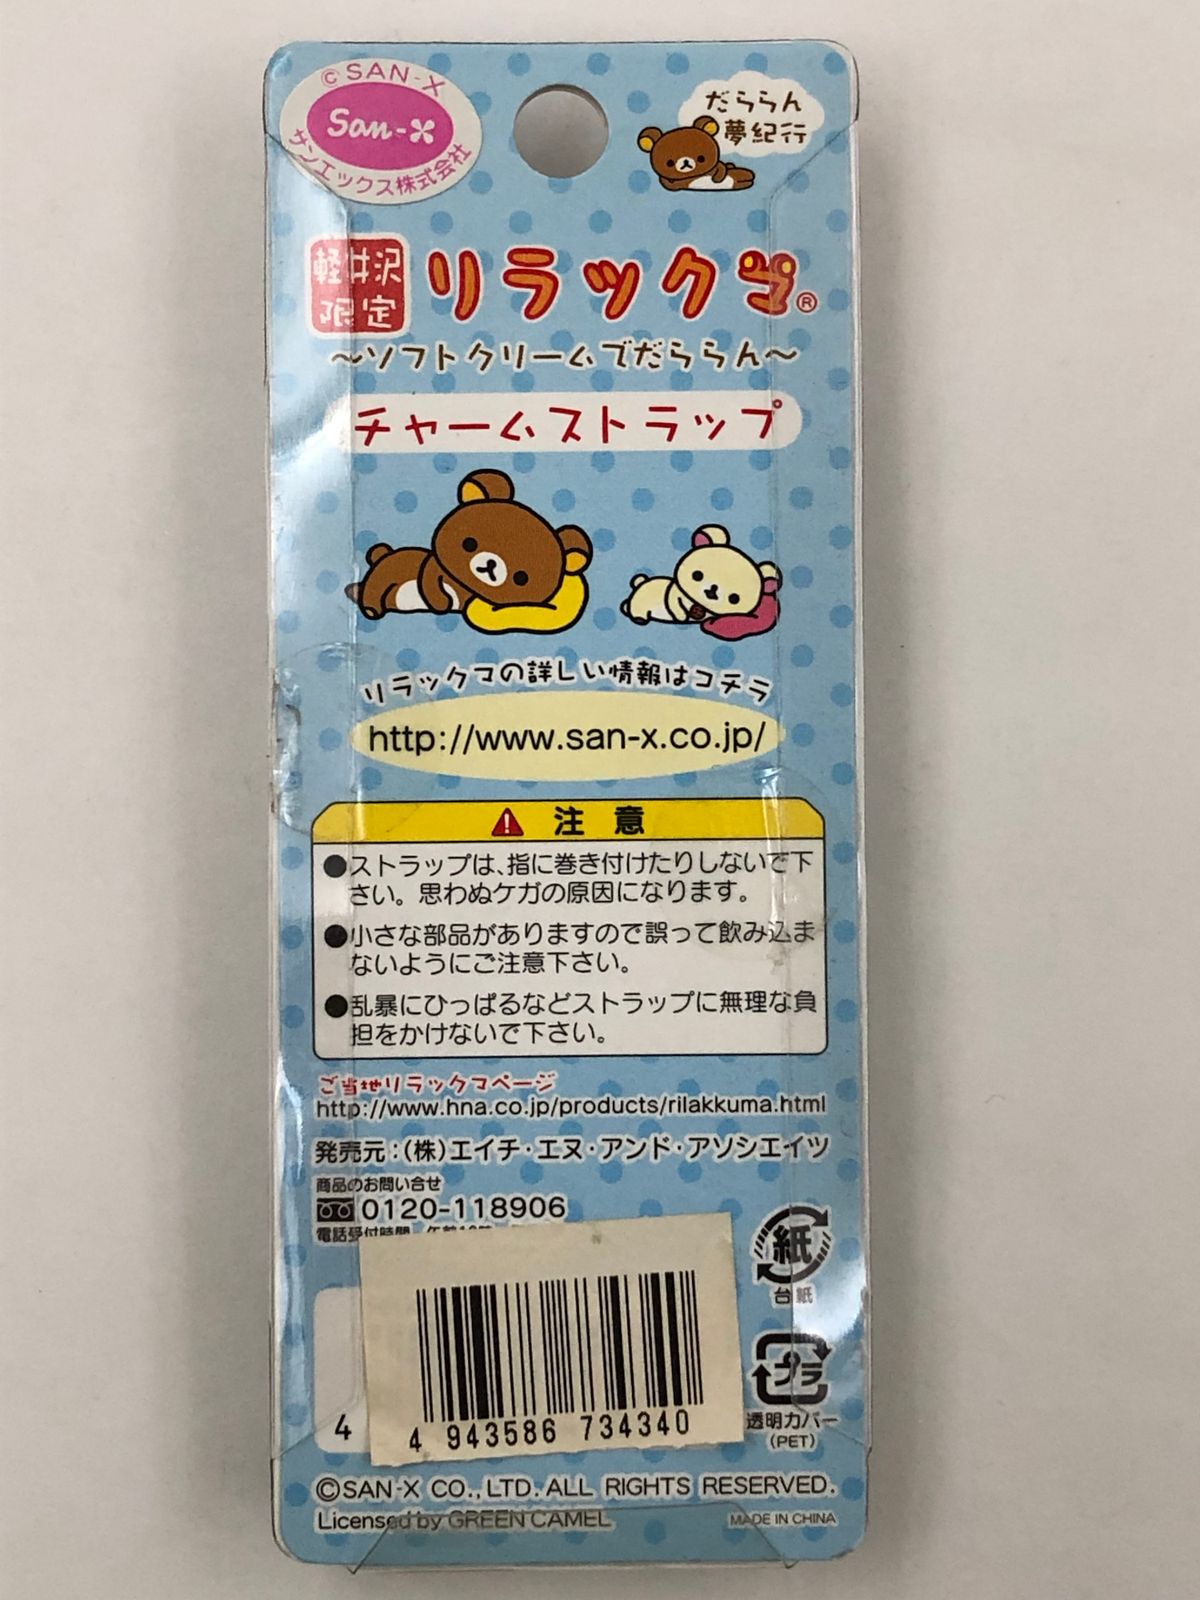 ©SAN-X
San-X
サンエックス株式会社
だららん
夢紀行
軽井沢
限定
リラックマ®
～ソフトクリームでだららん～
チャームストラップ
リラックマの詳しい情報はコチラ
http://www.san-x.co.jp/
注意
●ストラップは、指に巻き付けたりしないで下
さい。思わぬケガの原因になります。
●小さな部品がありますので誤って飲み込ま
ないようにご注意下さい。
●乱暴にひっぱるなどストラップに無理な負
担をかけないで下さい。
ご当地リラックマページ
http://www.hna.co.jp/products/rilakkuma.html
発売元：(株)エイチ・エヌ・アンド・アソシエイツ
商品のお問い合せ
0120-118906
電話受付時間
紙
台紙
プラ
透明カバー
(PET)
4
4 943586 734340
©SAN-X CO., LTD. ALL RIGHTS RESERVED.
Licensed by GREEN CAMEL
MADE IN CHINA